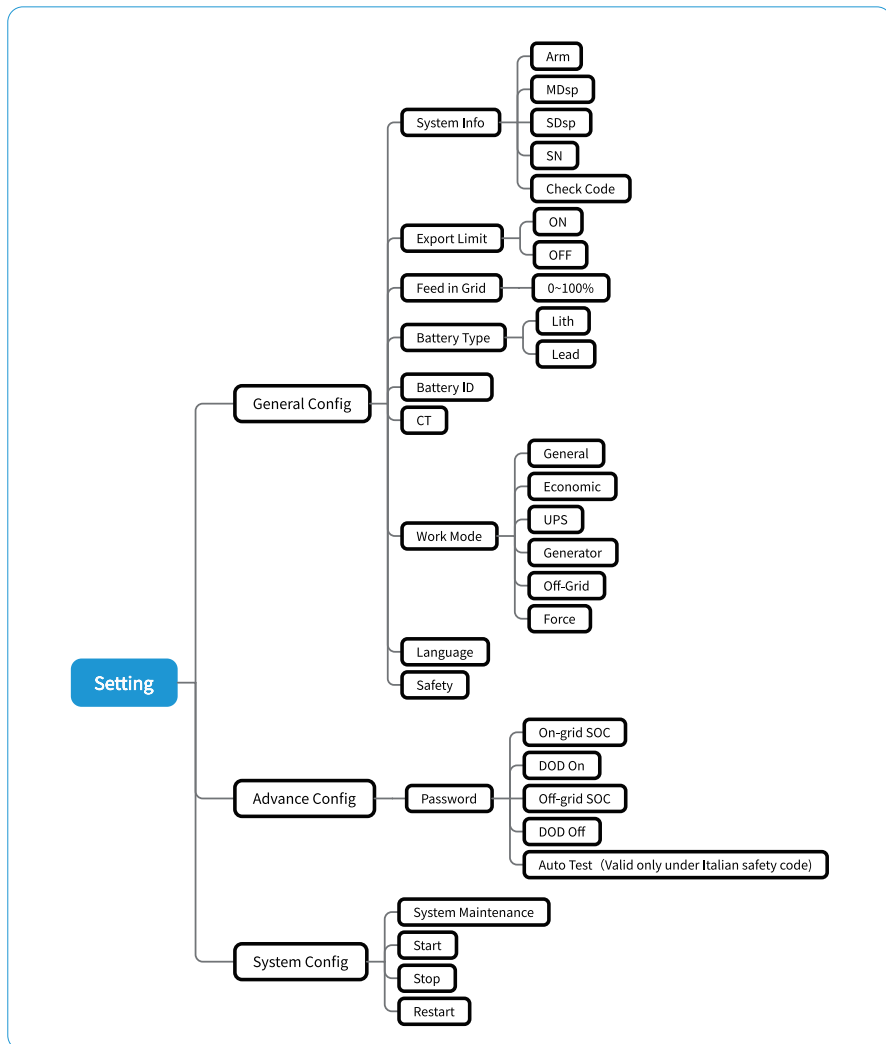 Setting
General Config
System Info
Arm
MDsp
SDsp
SN
Check Code
Export Limit
ON
OFF
Feed in Grid
0~100%
Battery Type
Lith
Lead
Battery ID
CT
Work Mode
General
Economic
UPS
Generator
Off-Grid
Force
Language
Safety
Advance Config
Password
On-grid SOC
DOD On
Off-grid SOC
DOD Off
Auto Test（Valid only under Italian safety code)
System Config
System Maintenance
Start
Stop
Restart